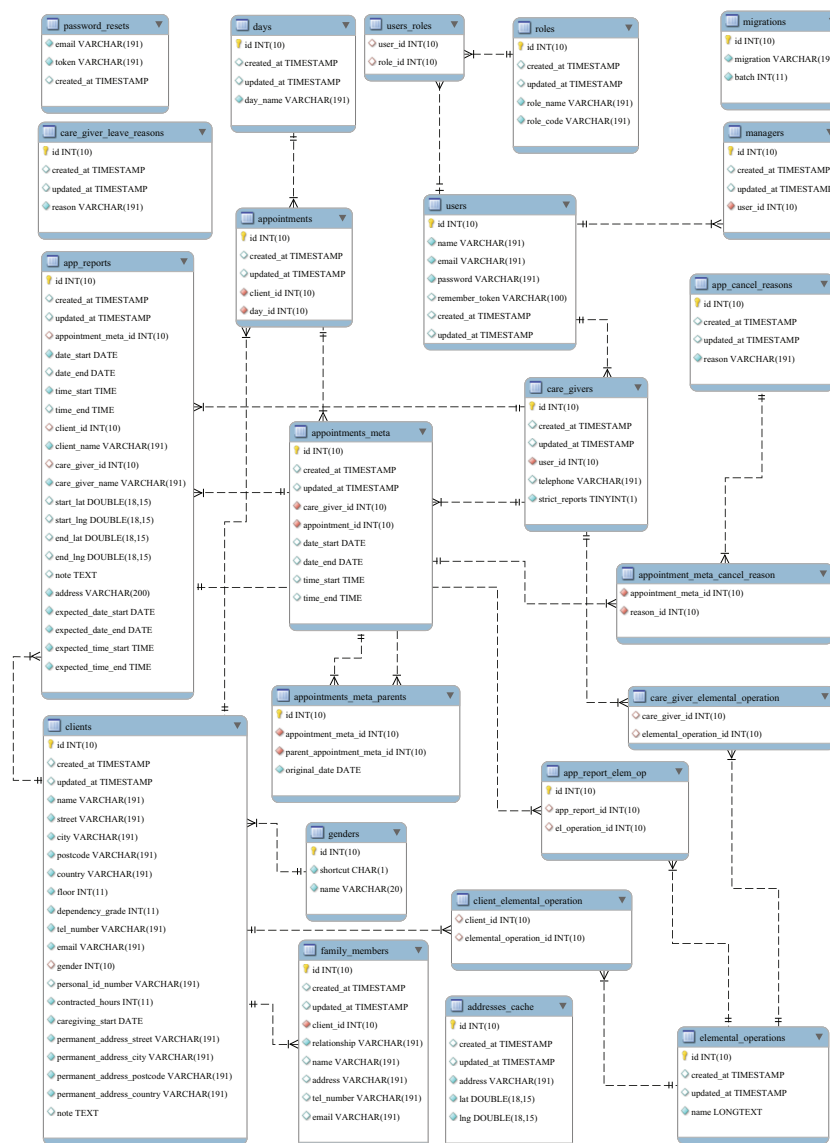 password_resets
email VARCHAR(191)
token VARCHAR(191)
created_at TIMESTAMP
days
id INT(10)
created_at TIMESTAMP
updated_at TIMESTAMP
day_name VARCHAR(191)
users_roles
user_id INT(10)
role_id INT(10)
roles
id INT(10)
created_at TIMESTAMP
updated_at TIMESTAMP
role_name VARCHAR(191)
role_code VARCHAR(191)
migrations
id INT(10)
migration VARCHAR(19
batch INT(11)
care_giver_leave_reasons
id INT(10)
created_at TIMESTAMP
updated_at TIMESTAMP
reason VARCHAR(191)
managers
id INT(10)
created_at TIMESTAMP
updated_at TIMESTAMP
user_id INT(10)
appointments
id INT(10)
created_at TIMESTAMP
updated_at TIMESTAMP
client_id INT(10)
day_id INT(10)
users
id INT(10)
name VARCHAR(191)
email VARCHAR(191)
password VARCHAR(191)
remember_token VARCHAR(100)
created_at TIMESTAMP
updated_at TIMESTAMP
app_reports
id INT(10)
created_at TIMESTAMP
updated_at TIMESTAMP
appointment_meta_id INT(10)
date_start DATE
date_end DATE
time_start TIME
time_end TIME
client_id INT(10)
client_name VARCHAR(191)
care_giver_id INT(10)
care_giver_name VARCHAR(191)
start_lat DOUBLE(18,15)
start_lng DOUBLE(18,15)
end_lat DOUBLE(18,15)
end_lng DOUBLE(18,15)
note TEXT
address VARCHAR(200)
expected_date_start DATE
expected_date_end DATE
expected_time_start TIME
expected_time_end TIME
app_cancel_reasons
id INT(10)
created_at TIMESTAMP
updated_at TIMESTAMP
reason VARCHAR(191)
care_givers
id INT(10)
created_at TIMESTAMP
updated_at TIMESTAMP
user_id INT(10)
telephone VARCHAR(191)
strict_reports TINYINT(1)
appointments_meta
id INT(10)
created_at TIMESTAMP
updated_at TIMESTAMP
care_giver_id INT(10)
appointment_id INT(10)
date_start DATE
date_end DATE
time_start TIME
time_end TIME
appointment_meta_cancel_reason
appointment_meta_id INT(10)
reason_id INT(10)
appointments_meta_parents
id INT(10)
appointment_meta_id INT(10)
parent_appointment_meta_id INT(10)
original_date DATE
care_giver_elemental_operation
care_giver_id INT(10)
elemental_operation_id INT(10)
clients
id INT(10)
created_at TIMESTAMP
updated_at TIMESTAMP
name VARCHAR(191)
street VARCHAR(191)
city VARCHAR(191)
postcode VARCHAR(191)
country VARCHAR(191)
floor INT(11)
dependency_grade INT(11)
tel_number VARCHAR(191)
email VARCHAR(191)
gender INT(10)
personal_id_number VARCHAR(191)
contracted_hours INT(11)
caregiving_start DATE
permanent_address_street VARCHAR(191)
permanent_address_city VARCHAR(191)
permanent_address_postcode VARCHAR(191)
permanent_address_country VARCHAR(191)
note TEXT
app_report_elem_op
id INT(10)
app_report_id INT(10)
el_operation_id INT(10)
genders
id INT(10)
shortcut CHAR(1)
name VARCHAR(20)
client_elemental_operation
client_id INT(10)
elemental_operation_id INT(10)
family_members
id INT(10)
created_at TIMESTAMP
updated_at TIMESTAMP
client_id INT(10)
relationship VARCHAR(191)
name VARCHAR(191)
address VARCHAR(191)
tel_number VARCHAR(191)
email VARCHAR(191)
addresses_cache
id INT(10)
created_at TIMESTAMP
updated_at TIMESTAMP
address VARCHAR(191)
lat DOUBLE(18,15)
lng DOUBLE(18,15)
elemental_operations
id INT(10)
created_at TIMESTAMP
updated_at TIMESTAMP
name LONGTEXT